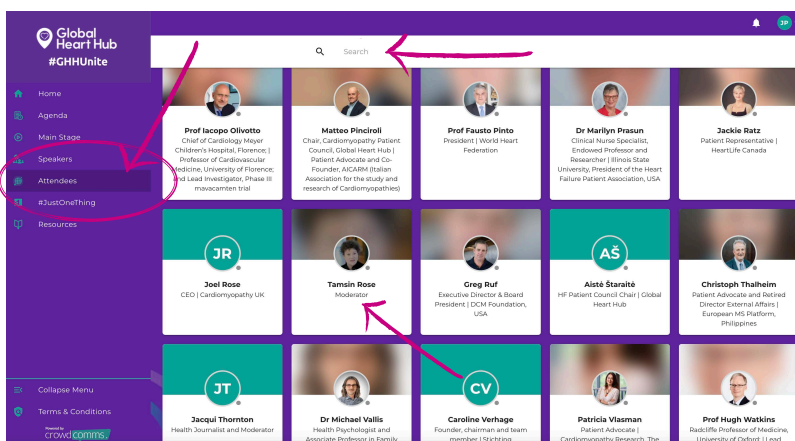 Global
Heart Hub
#GHHUnite
JP
Search
Home
Agenda
Main Stage
Speakers
Attendees
#JustOneThing
Resources
Collapse Menu
Terms & Conditions
Powered by
crowdcomms
Prof Iacopo Olivotto
Chief of Cardiology Meyer
Children's Hospital, Florence; |
Professor of Cardiovascular
Medicine, University of Florence;
and Lead Investigator, Phase III
mavacamten trial
Matteo Pinciroli
Chair, Cardiomyopathy Patient
Council, Global Heart Hub |
Patient Advocate and Co-
Founder, AICARM (Italian
Association for the study and
research of Cardiomyopathies)
Prof Fausto Pinto
President | World Heart
Federation
Dr Marilyn Prasun
Clinical Nurse Specialist,
Endowed Professor and
Researcher | Illinois State
University, President of the Heart
Failure Patient Association, USA
Jackie Ratz
Patient Representative |
HeartLife Canada
JR
Joel Rose
CEO | Cardiomyopathy UK
Tamsin Rose
Moderator
Greg Ruf
Executive Director & Board
President | DCM Foundation,
USA
AŠ
Aistė Štaraitė
HF Patient Council Chair | Global
Heart Hub
Christoph Thalheim
Patient Advocate and Retired
Director External Affairs |
European MS Platform,
Philippines
JT
Jacqui Thornton
Health Journalist and Moderator
Dr Michael Vallis
Health Psychologist and
Associate Professor in Family
CV
Caroline Verhage
Founder, chairman and team
member | Stichting
Patricia Vlasman
Patient Advocate |
Cardiomyopathy Research, The
Prof Hugh Watkins
Radcliffe Professor of Medicine,
University of Oxford | Lead